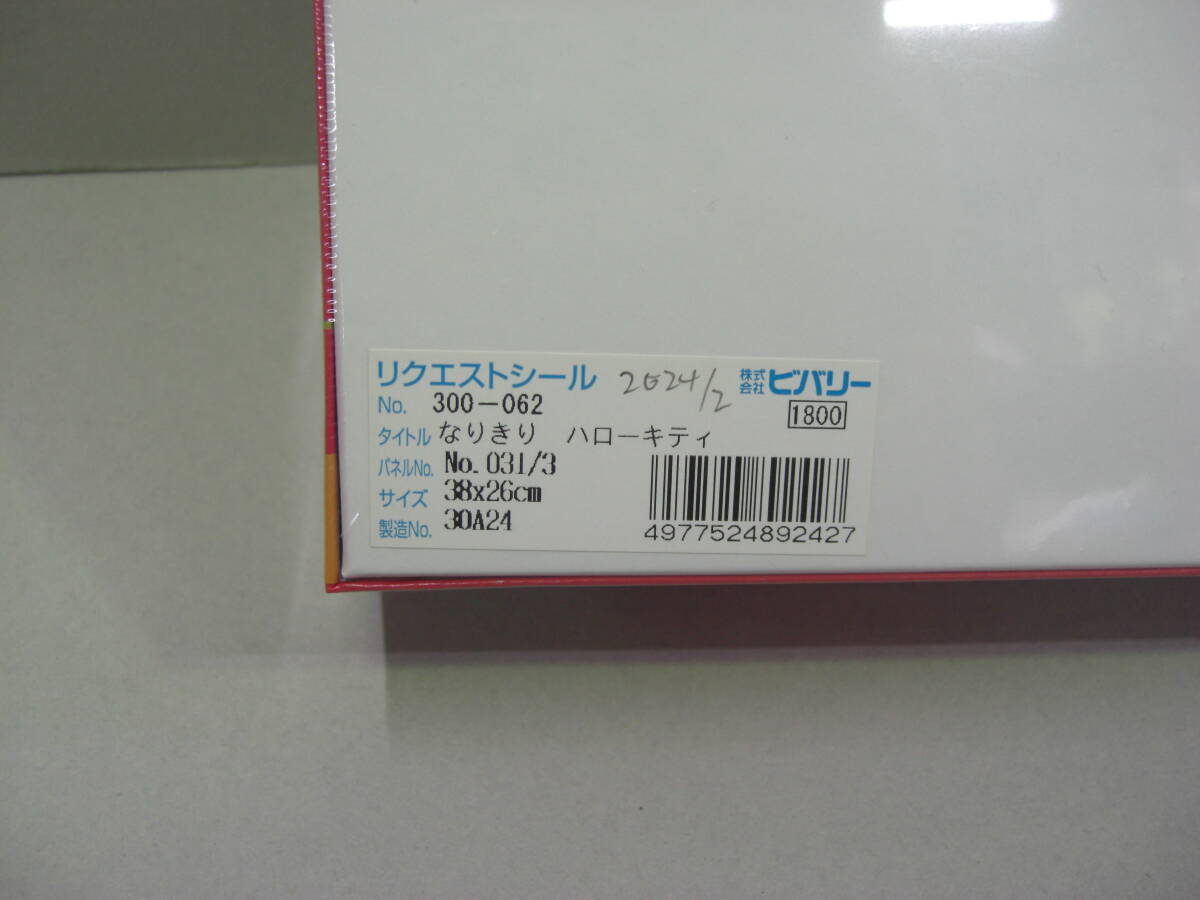 リクエストシール 2024/2 株式会社 ビバリー
No. 300-062 1800
タイトル なりきり ハローキティ
パネルNo. No.031/3
サイズ 38x26cm
製造No. 30A24
4977524892427